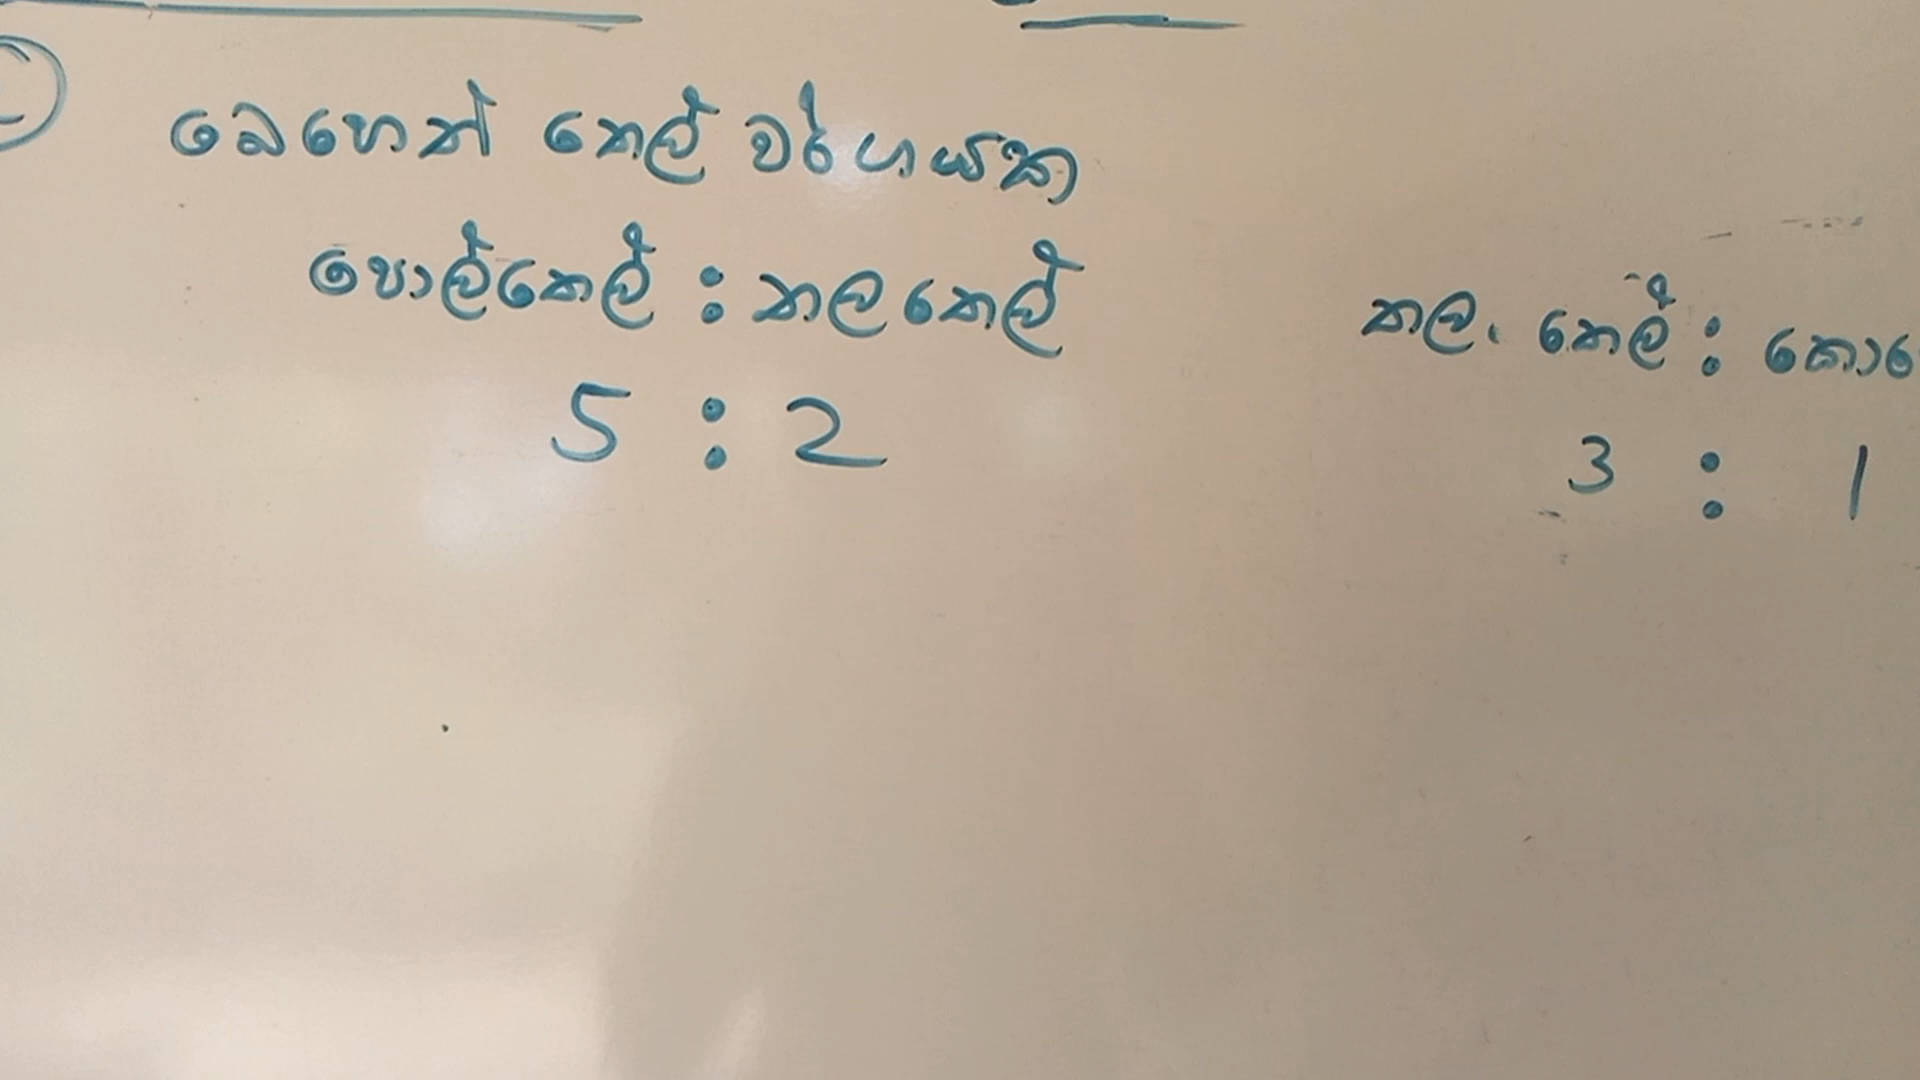 බෙහෙත් තෙල් වර්ගයක
පොල්තෙල් : තලතෙල්
5 : 2
තල. තෙල් :
3 : 1